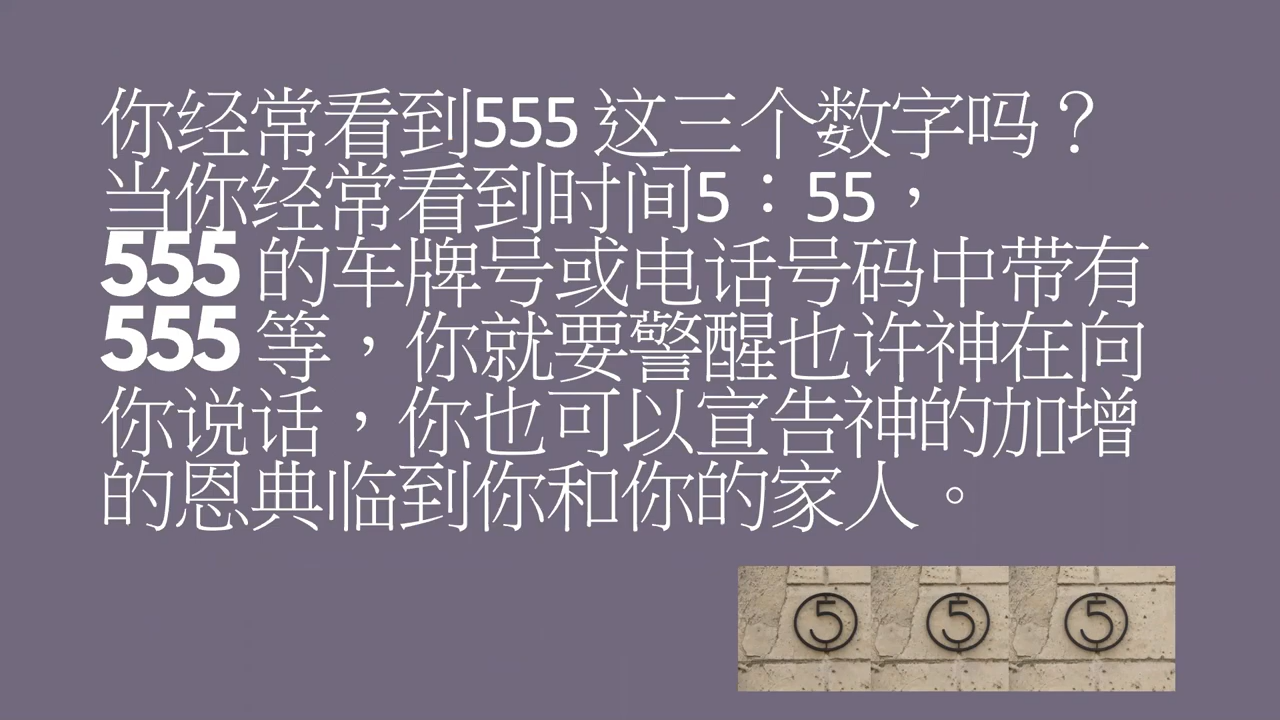 你经常看到555 这三个数字吗？
当你经常看到时间5：55，
555 的车牌号或电话号码中带有
555 等，你就要警醒也许神在向
你说话，你也可以宣告神的加增
的恩典临到你和你的家人。
5 5 5